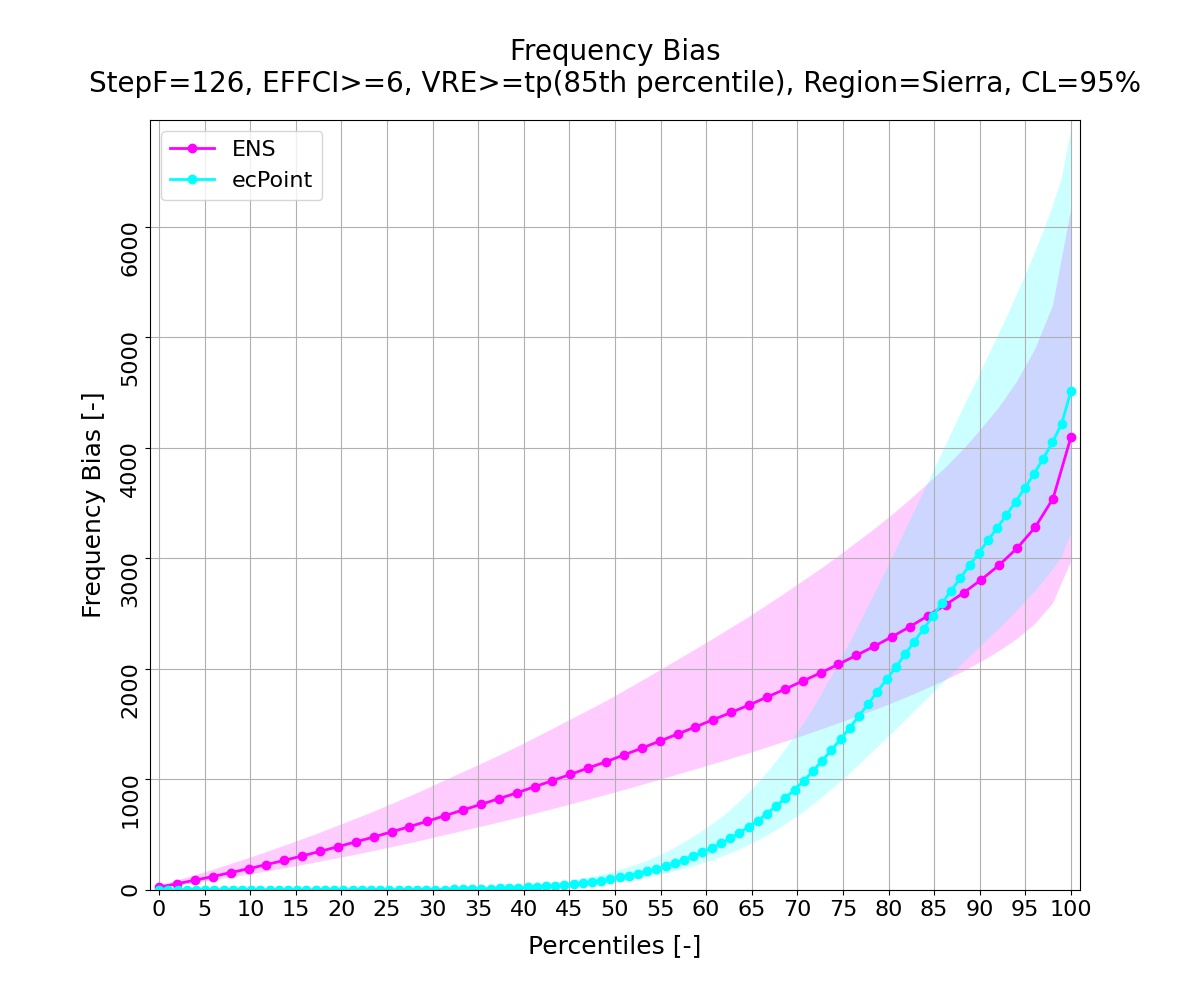 Frequency Bias
StepF=126, EFFCI>=6, VRE>=tp(85th percentile), Region=Sierra, CL=95%
ENS
ecPoint
6000
5000
4000
3000
2000
1000
0
Frequency Bias [-]
0 5 10 15 20 25 30 35 40 45 50 55 60 65 70 75 80 85 90 95 100
Percentiles [-]